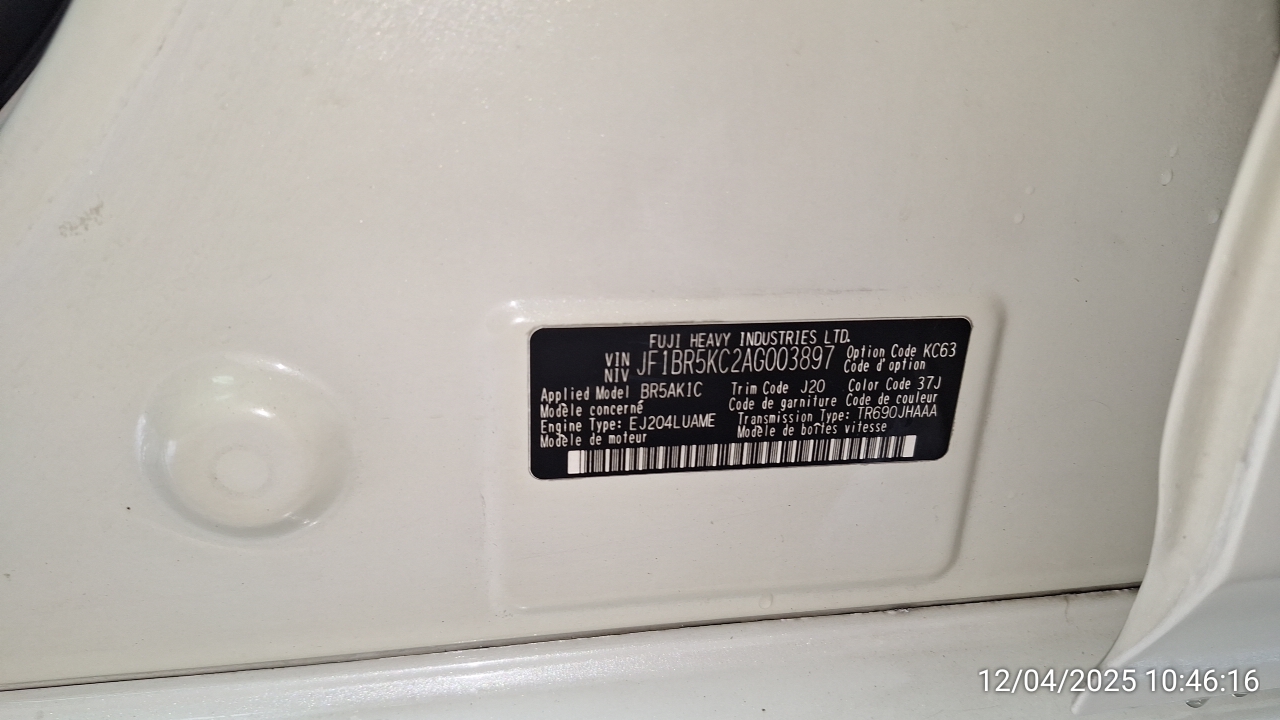 FUJI HEAVY INDUSTRIES LTD.
VIN NIV JF1BR5KC2AG003897 Option Code KC63
Code d'option
Applied Model BR5AK1C Trim Code J20 Color Code 37J
Modèle concerné Code de garniture Code de couleur
Engine Type: EJ204LUAME Transmission Type: TR690JHAAA
Modèle de moteur Modèle de boîtes vitesse
12/04/2025 10:46:16